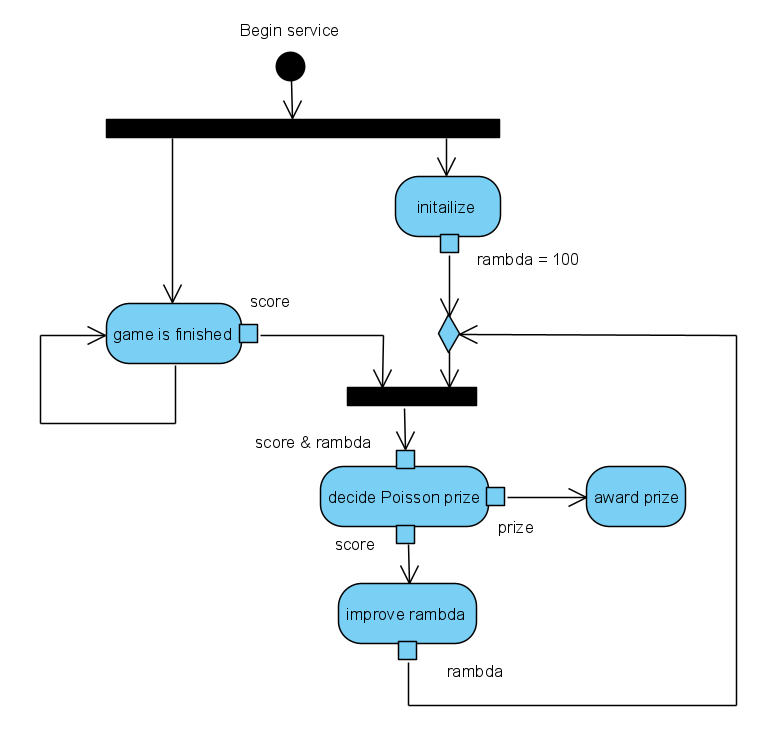 Begin service
initailize
rambda = 100
score
game is finished
score & rambda
decide Poisson prize
award prize
prize
score
improve rambda
rambda